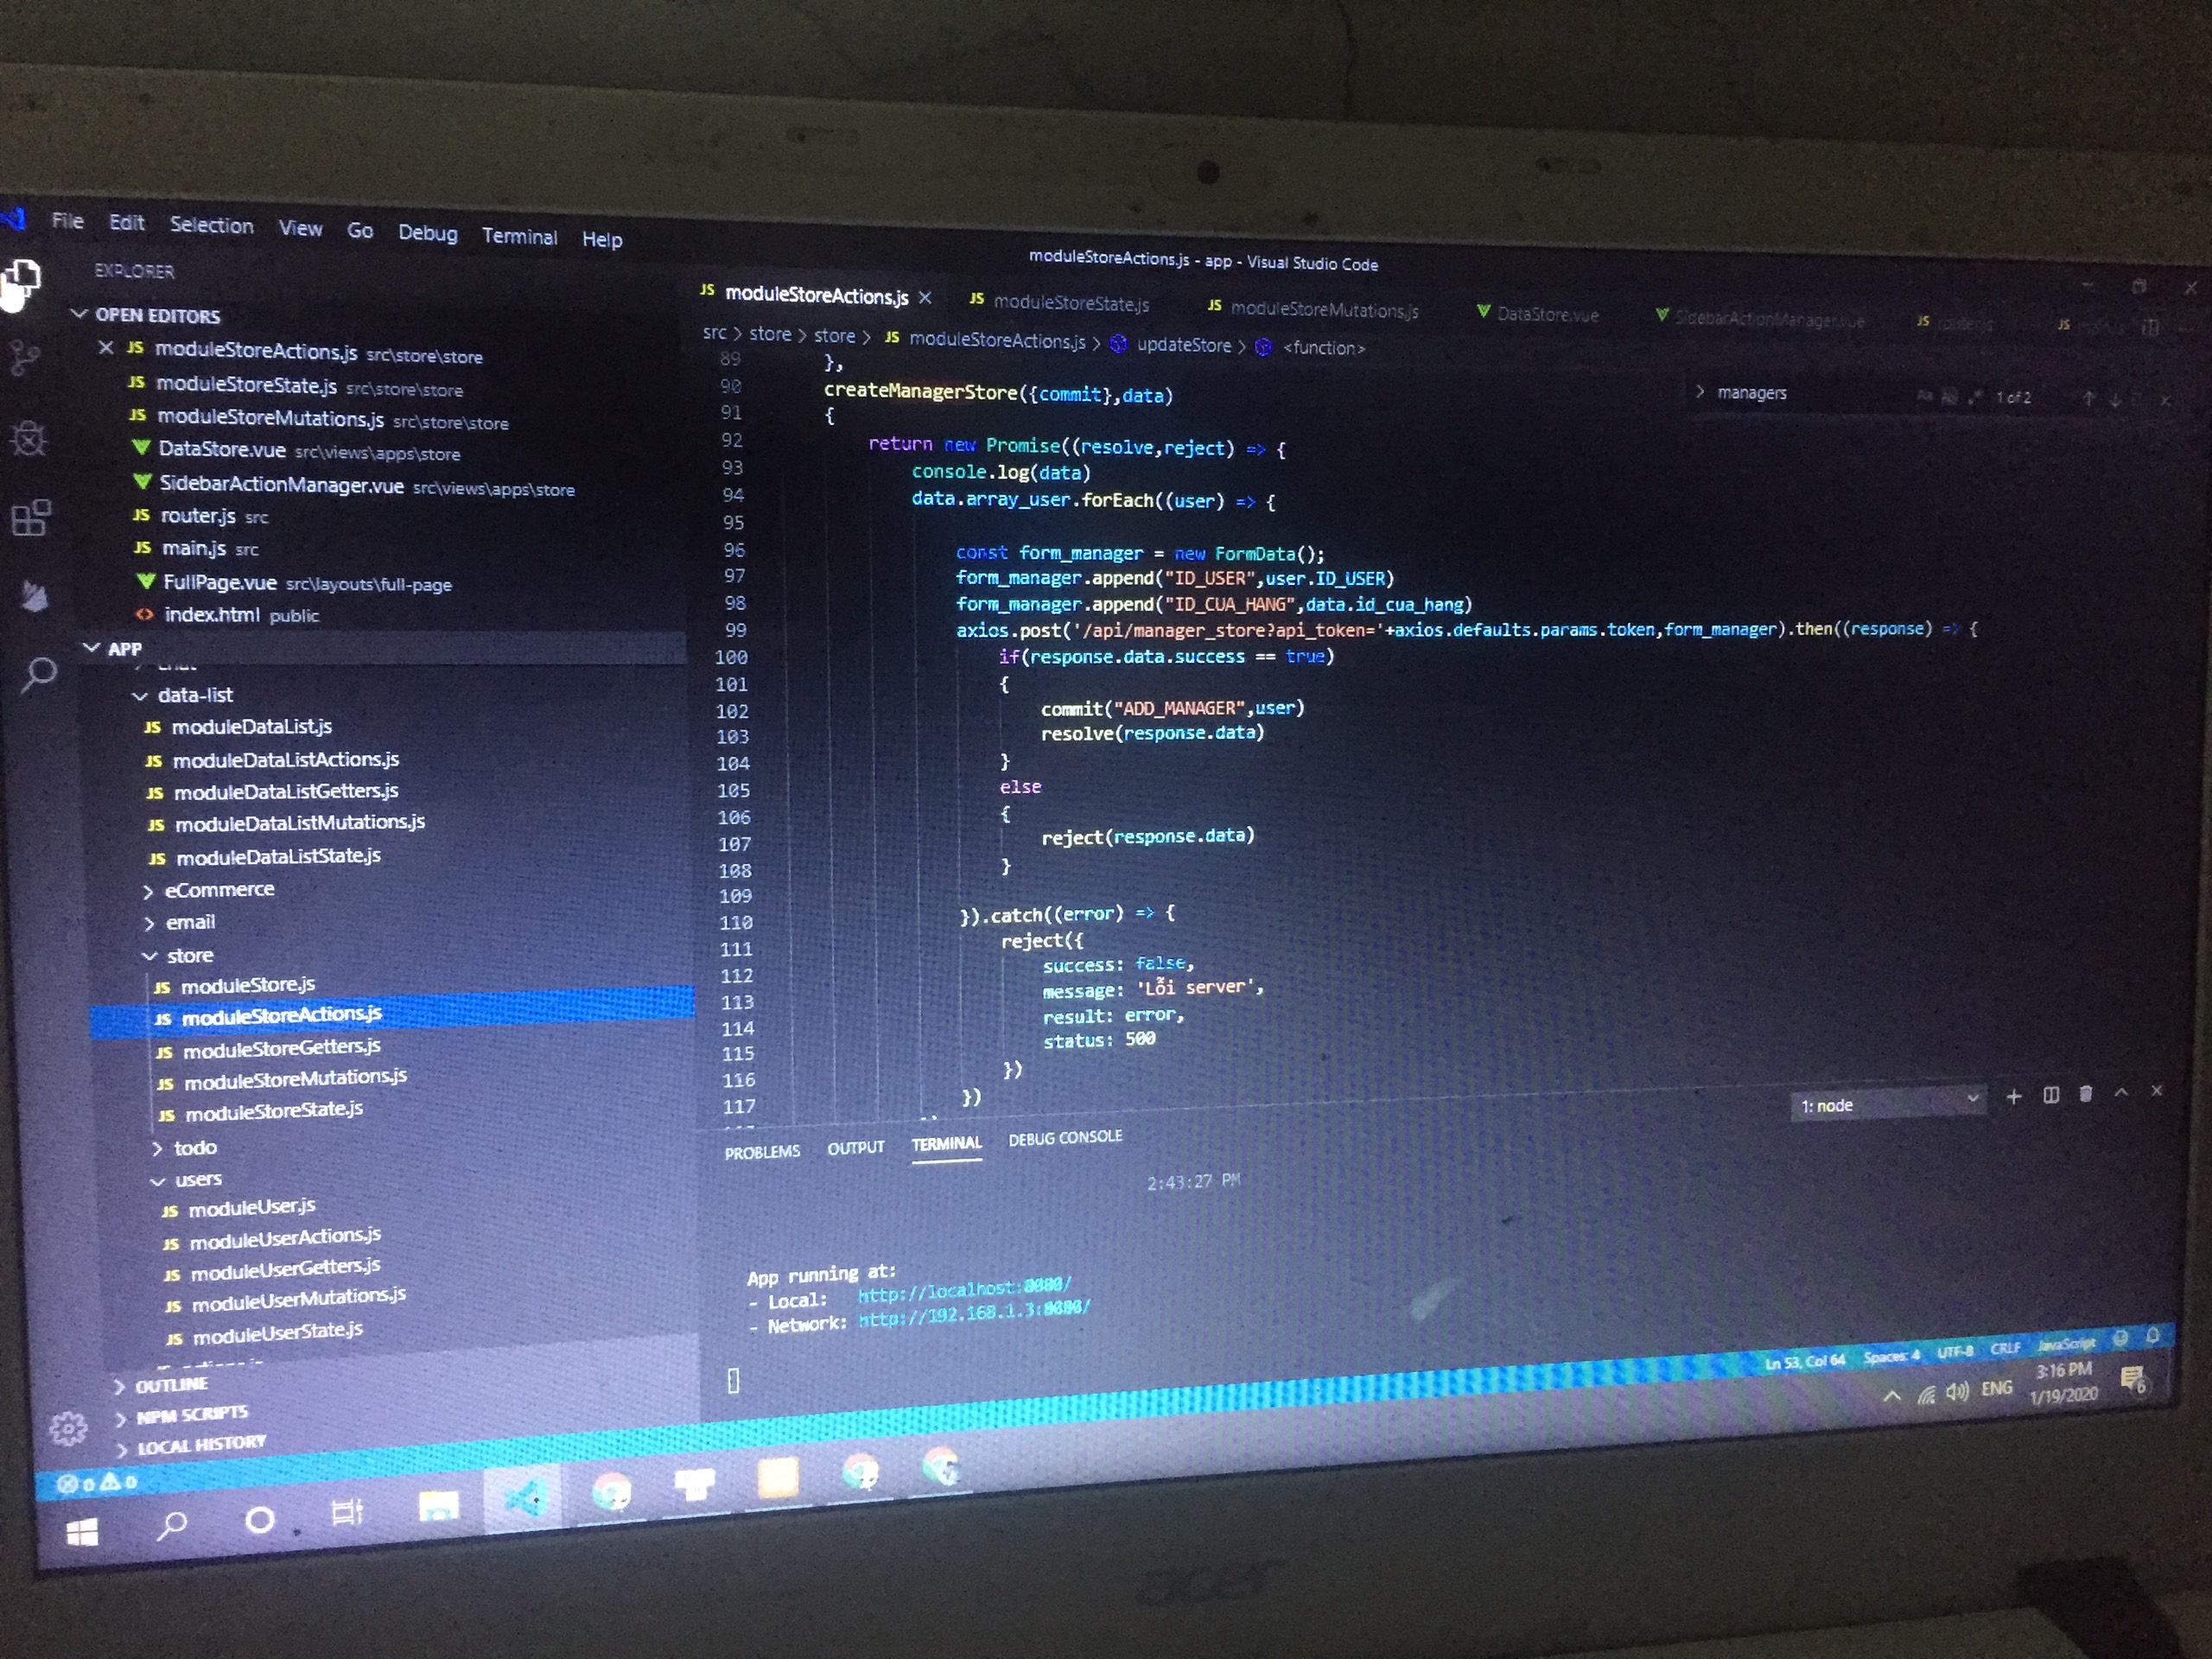 File Edit Selection View Go Debug Terminal Help
moduleStoreActions.js - app - Visual Studio Code
EXPLORER
OPEN EDITORS
JS moduleStoreActions.js src\store\store
JS moduleStoreState.js src\store\store
JS moduleStoreMutations.js src\store\store
DataStore.vue src\views\apps\store
SidebarActionManager.vue src\views\apps\store
JS router.js src
JS main.js src
FullPage.vue src\layouts\full-page
<> index.html public
APP
data-list
JS moduleDataList.js
JS moduleDataListActions.js
JS moduleDataListGetters.js
JS moduleDataListMutations.js
JS moduleDataListState.js
> eCommerce
> email
store
JS moduleStore.js
JS moduleStoreActions.js
JS moduleStoreGetters.js
JS moduleStoreMutations.js
JS moduleStoreState.js
> todo
users
JS moduleUser.js
JS moduleUserActions.js
JS moduleUserGetters.js
JS moduleUserMutations.js
JS moduleUserState.js
> OUTLINE
> NPM SCRIPTS
> LOCAL HISTORY
JS moduleStoreActions.js × JS moduleStoreState.js JS moduleStoreMutations.js DataStore.vue SidebarActionManager.vue JS JS
src > store > store > JS moduleStoreActions.js > updateStore > <function>
> managers 1 of 2
89 },
90 createManagerStore({commit},data)
91 {
92 return new Promise((resolve,reject) => {
93 console.log(data)
94 data.array_user.forEach((user) => {
95
96 const form_manager = new FormData();
97 form_manager.append("ID_USER",user.ID_USER)
98 form_manager.append("ID_CUA_HANG",data.id_cua_hang)
99 axios.post('/api/manager_store?api_token='+axios.defaults.params.token,form_manager).then((response) => {
100 if(response.data.success == true)
101 {
102 commit("ADD_MANAGER",user)
103 resolve(response.data)
104 }
105 else
106 {
107 reject(response.data)
108 }
109
110 }).catch((error) => {
111 reject({
112 success: false,
113 message: 'Lỗi server',
114 result: error,
115 status: 500
116 })
117 })
PROBLEMS OUTPUT TERMINAL DEBUG CONSOLE
1: node
2:43:27 PM
App running at:
- Local: http://localhost:8080/
- Network: http://192.168.1.3:8080/
0 0
Ln 53, Col 64 Spaces: 4 UTF-8 CRLF JavaScript
ENG
3:16 PM
1/19/2020
6
acer